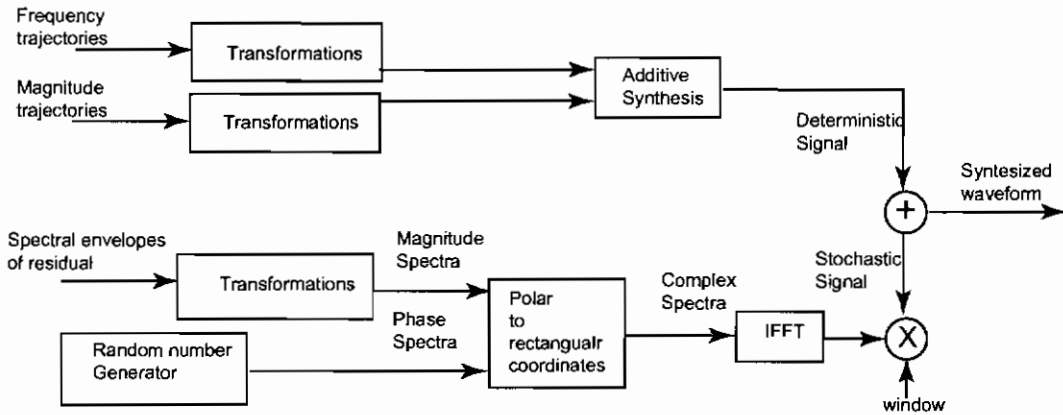 Frequency
trajectories
Transformations
Magnitude
trajectories
Transformations
Additive
Synthesis
Deterministic
Signal
Syntesized
waveform
+
Spectral envelopes
of residual
Transformations
Magnitude
Spectra
Stochastic
Signal
Random number
Generator
Phase
Spectra
Polar
to
rectangualr
coordinates
Complex
Spectra
IFFT
X
window